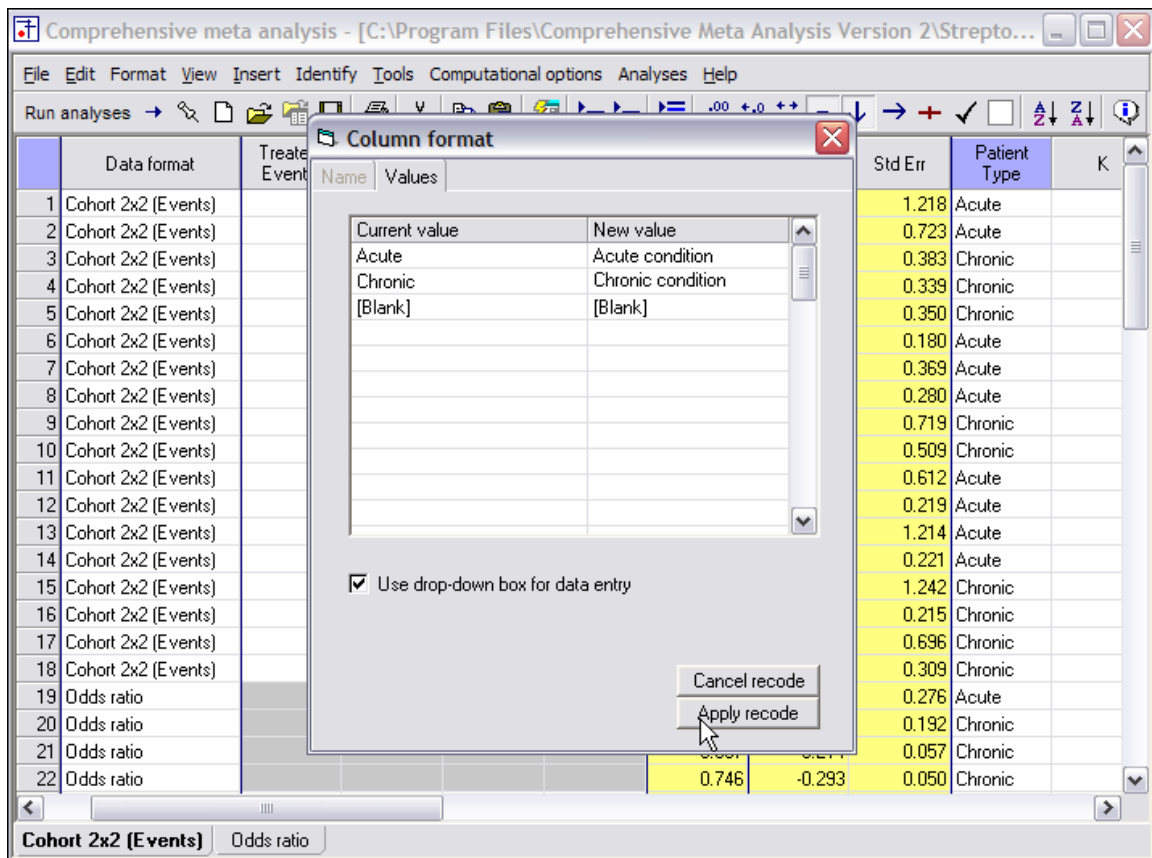 Comprehensive meta analysis - [C:\Program Files\Comprehensive Meta Analysis Version 2\Strepto...
File Edit Format View Insert Identify Tools Computational options Analyses Help
Run analyses
Column format
Name Values
Current value New value
Acute Acute condition
Chronic Chronic condition
[Blank] [Blank]
Use drop-down box for data entry
Cancel recode
Apply recode
Data format Treate Event Std Err Patient Type K
1 Cohort 2x2 (Events) 1.218 Acute
2 Cohort 2x2 (Events) 0.723 Acute
3 Cohort 2x2 (Events) 0.383 Chronic
4 Cohort 2x2 (Events) 0.339 Chronic
5 Cohort 2x2 (Events) 0.350 Chronic
6 Cohort 2x2 (Events) 0.180 Acute
7 Cohort 2x2 (Events) 0.369 Acute
8 Cohort 2x2 (Events) 0.280 Acute
9 Cohort 2x2 (Events) 0.719 Chronic
10 Cohort 2x2 (Events) 0.509 Chronic
11 Cohort 2x2 (Events) 0.612 Acute
12 Cohort 2x2 (Events) 0.219 Acute
13 Cohort 2x2 (Events) 1.214 Acute
14 Cohort 2x2 (Events) 0.221 Acute
15 Cohort 2x2 (Events) 1.242 Chronic
16 Cohort 2x2 (Events) 0.215 Chronic
17 Cohort 2x2 (Events) 0.696 Chronic
18 Cohort 2x2 (Events) 0.309 Chronic
19 Odds ratio 0.276 Acute
20 Odds ratio 0.192 Chronic
21 Odds ratio 0.057 Chronic
22 Odds ratio 0.746 -0.293 0.050 Chronic
Cohort 2x2 (Events) Odds ratio